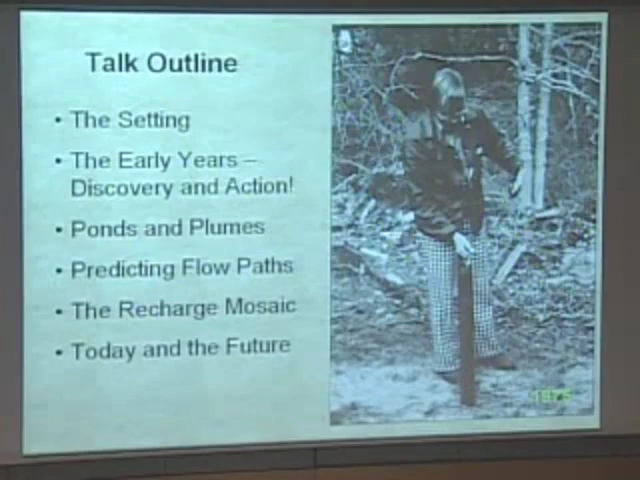 Talk Outline
• The Setting
• The Early Years –
Discovery and Action!
• Ponds and Plumes
• Predicting Flow Paths
• The Recharge Mosaic
• Today and the Future